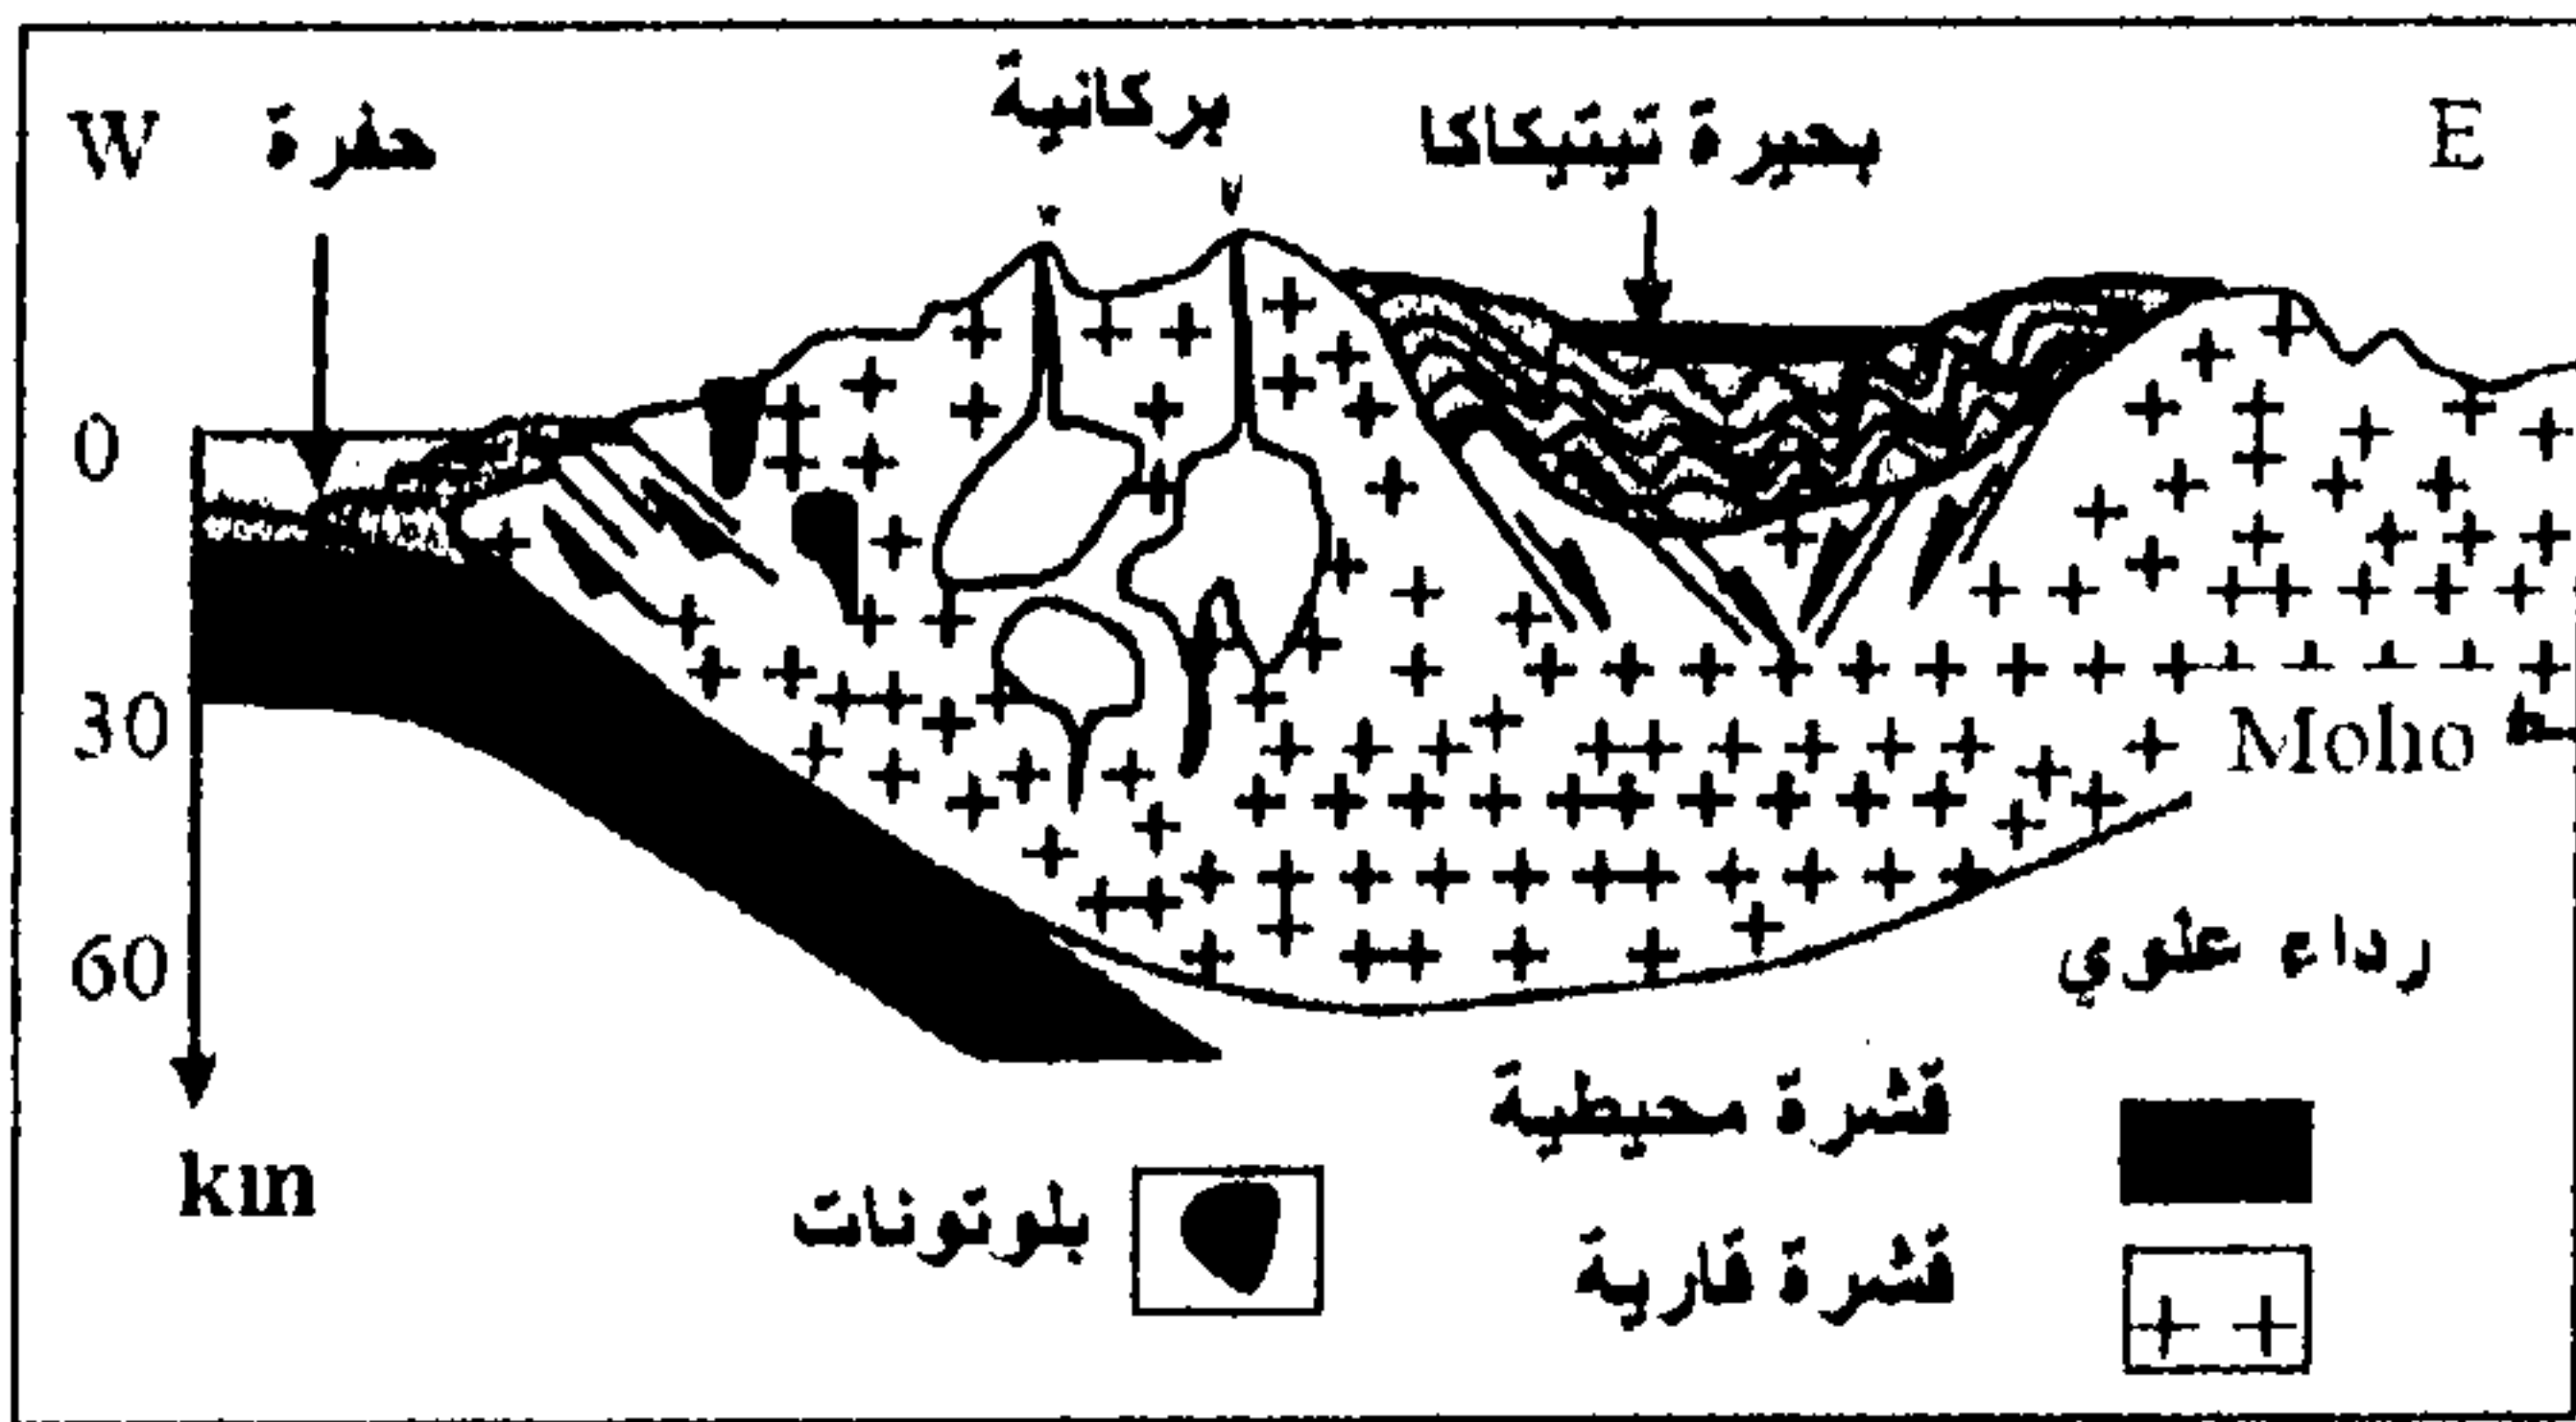 W
حفرة
بركانية
بحيرة تيتيكاكا
E
0
30
60
km
Moho
رداء علوي
قشرة محيطية
قشرة قارية
بلوتونات